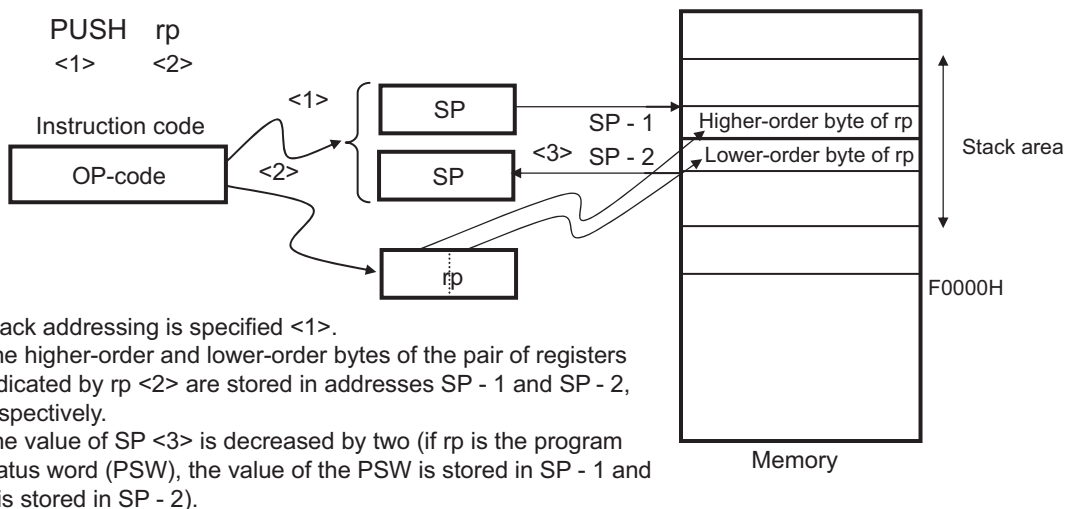 PUSH rp
<1> <2>
Instruction code
OP-code
<1>
<2>
SP
SP
<3>
rp
SP - 1
SP - 2
Higher-order byte of rp
Lower-order byte of rp
Stack area
F0000H
Memory
ack addressing is specified <1>.
he higher-order and lower-order bytes of the pair of registers
dicated by rp <2> are stored in addresses SP - 1 and SP - 2,
spectively.
he value of SP <3> is decreased by two (if rp is the program
atus word (PSW), the value of the PSW is stored in SP - 1 and
is stored in SP - 2).